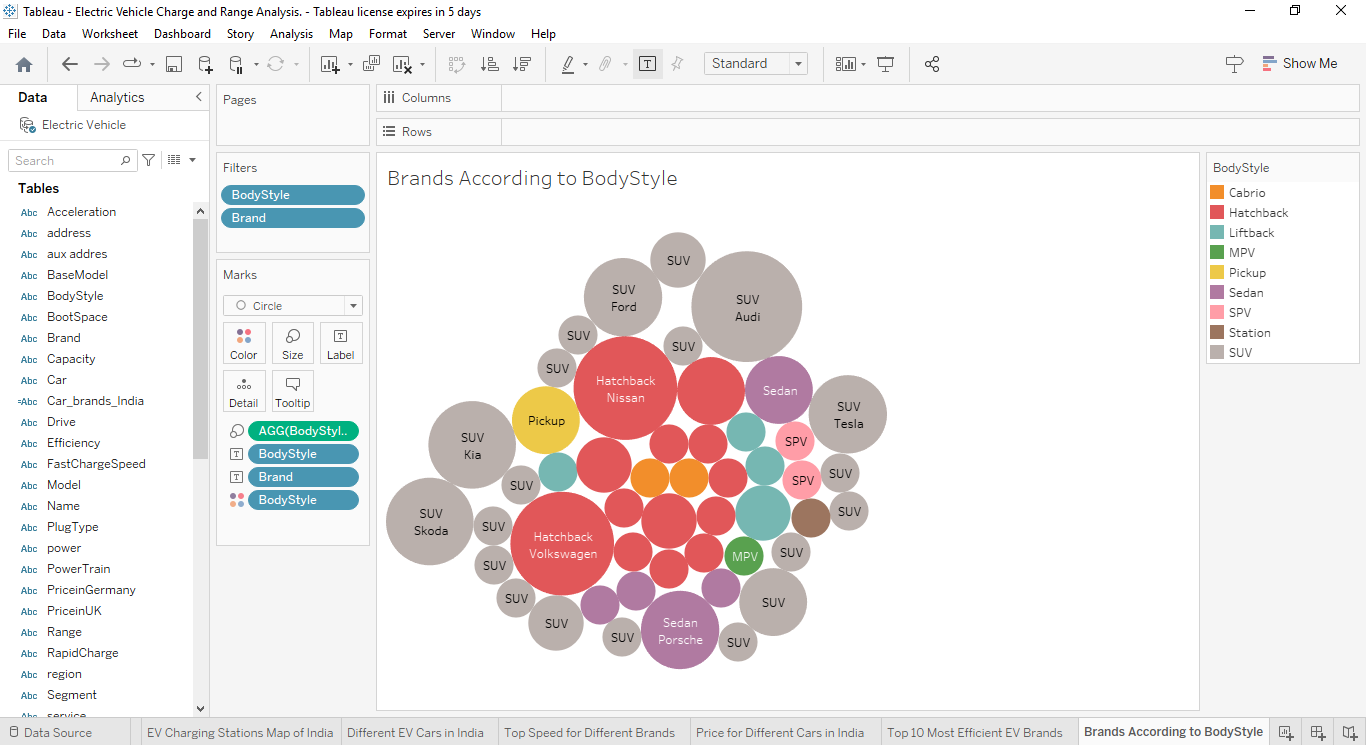 Tableau - Electric Vehicle Charge and Range Analysis. - Tableau license expires in 5 days
File Data Worksheet Dashboard Story Analysis Map Format Server Window Help
Standard
Show Me
Data Analytics
Electric Vehicle
Search
Tables
Abc Acceleration
Abc address
Abc aux addres
Abc BaseModel
Abc BodyStyle
Abc BootSpace
Abc Brand
Abc Capacity
Abc Car
=Abc Car_brands_India
Abc Drive
Abc Efficiency
Abc FastChargeSpeed
Abc Model
Abc Name
Abc PlugType
Abc power
Abc PowerTrain
Abc PriceinGermany
Abc PriceinUK
Abc Range
Abc RapidCharge
Abc region
Abc Segment
Abc service
Pages
Filters
BodyStyle
Brand
Marks
Circle
Color Size Label
Detail Tooltip
AGG(BodyStyl..
BodyStyle
Brand
BodyStyle
Columns
Rows
Brands According to BodyStyle
SUV
SUV
Ford
SUV
Audi
SUV
SUV
SUV
Hatchback
Nissan
Sedan
Pickup
SUV
Tesla
SUV
Kia
SPV
SUV
SPV
SUV
SUV
Skoda
SUV
SUV
Hatchback
Volkswagen
MPV
SUV
SUV
SUV
SUV
SUV
SUV
Sedan
Porsche
SUV
SUV
BodyStyle
Cabrio
Hatchback
Liftback
MPV
Pickup
Sedan
SPV
Station
SUV
Data Source EV Charging Stations Map of India Different EV Cars in India Top Speed for Different Brands Price for Different Cars in India Top 10 Most Efficient EV Brands Brands According to BodyStyle